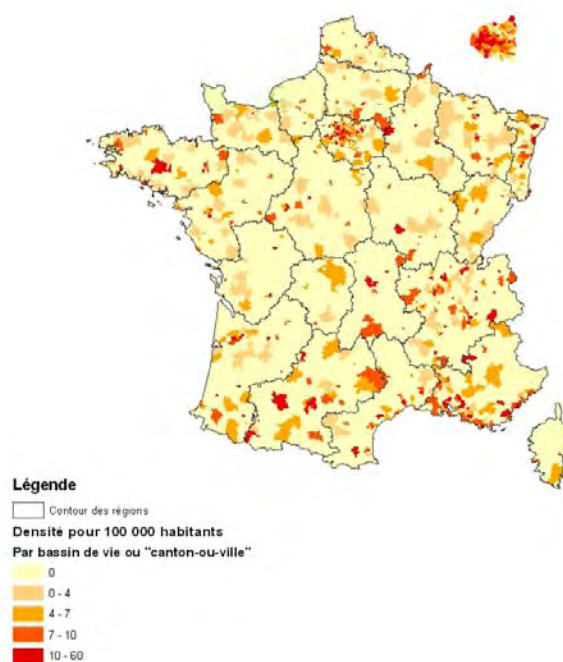 Légende
Contour des régions
Densité pour 100 000 habitants
Par bassin de vie ou "canton-ou-ville"
0
0 - 4
4 - 7
7 - 10
10 - 60